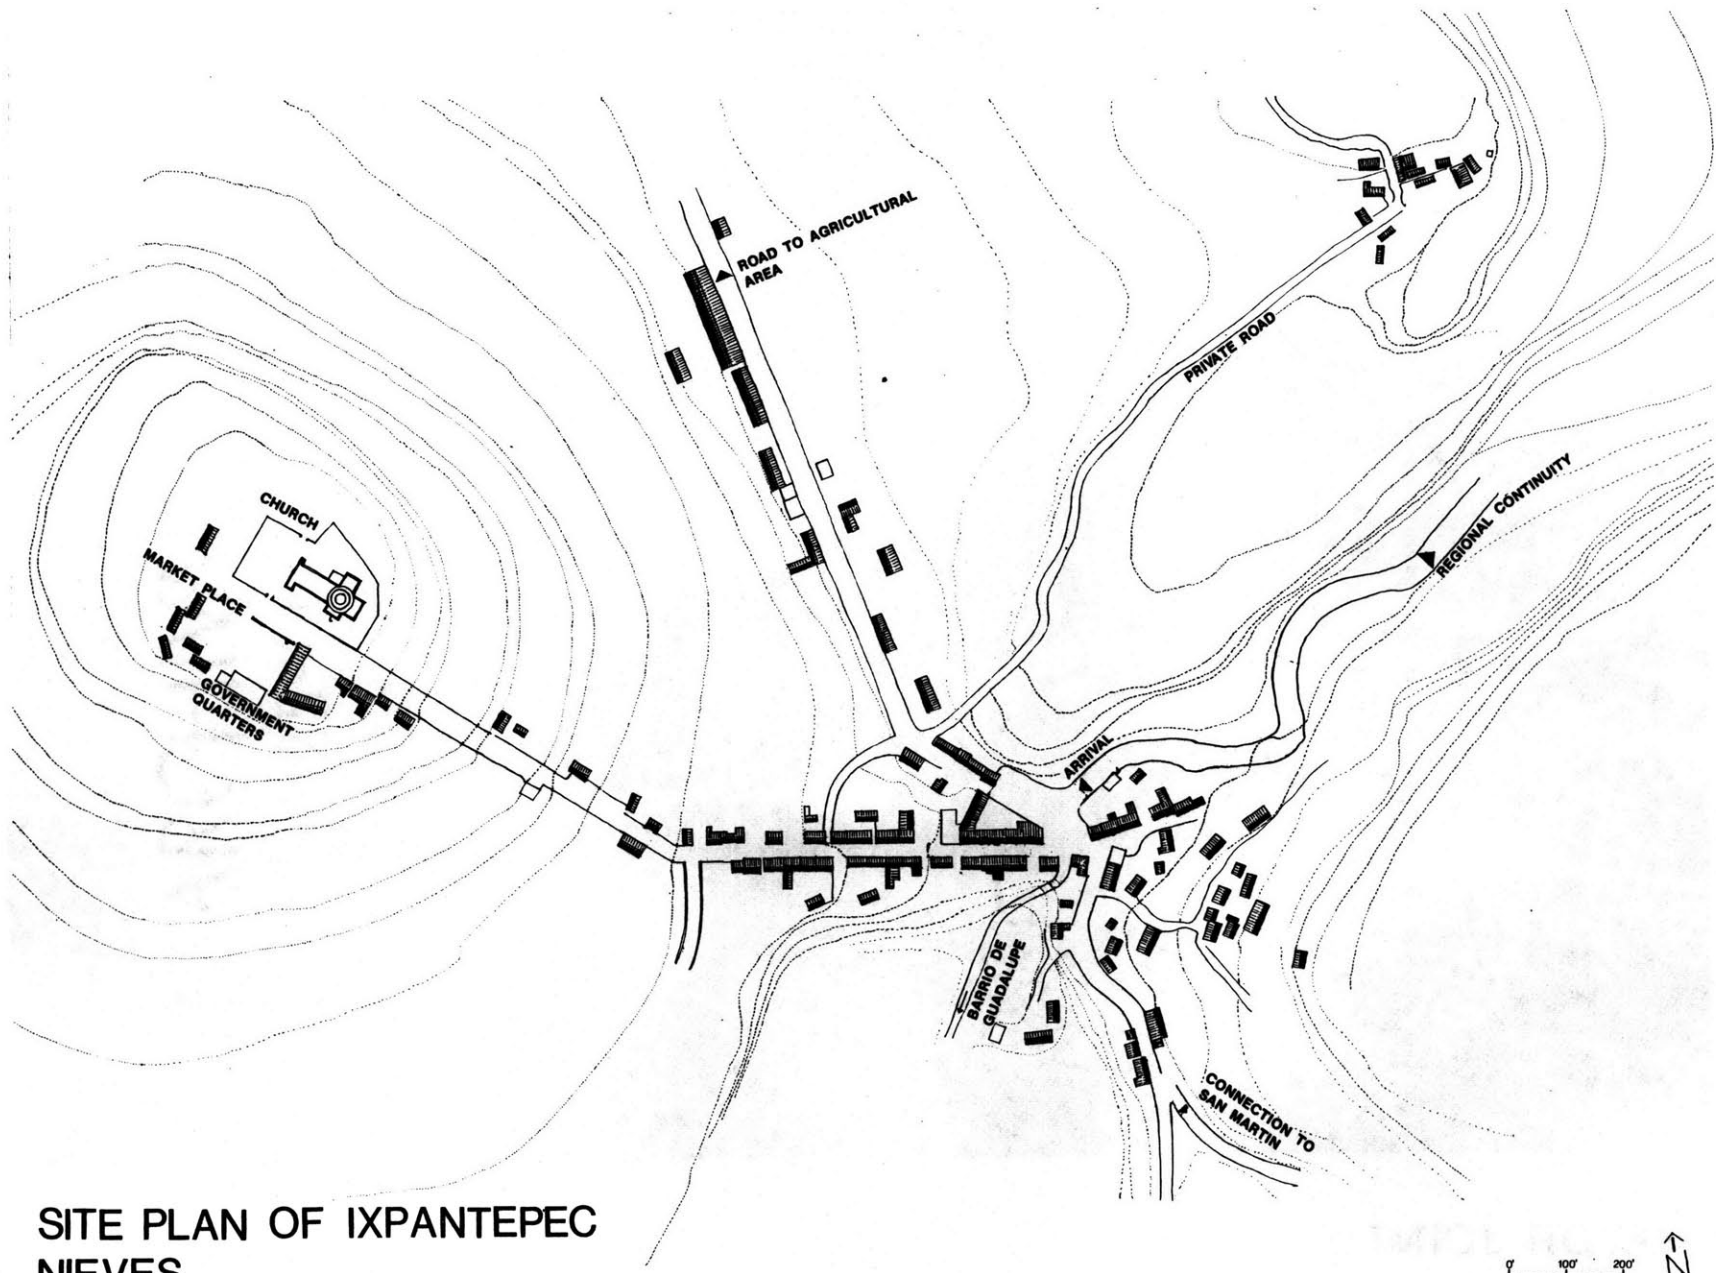 ROAD TO AGRICULTURAL
AREA
PRIVATE ROAD
REGIONAL CONTINUITY
CHURCH
MARKET PLACE
GOVERNMENT
QUARTERS
ARRIVAL
BARRIO DE
GUADALUPE
CONNECTION TO
SAN MARTIN
SITE PLAN OF IXPANTEPEC
NIEVES
0' 100' 200'
N